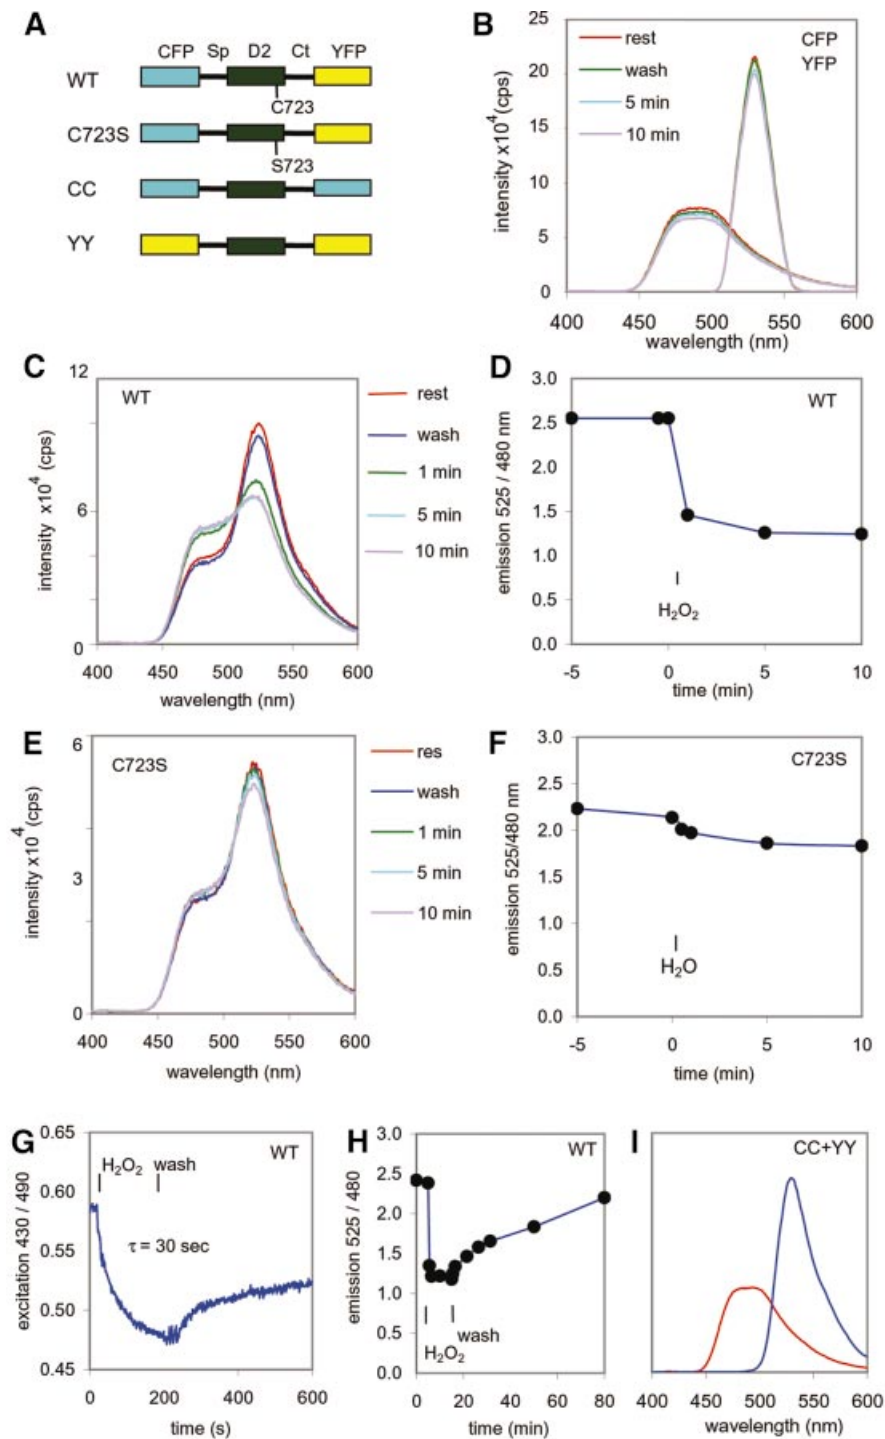 A
CFP Sp D2 Ct YFP
WT
C723
C723S
S723
CC
YY
B
25
20
15
10
5
0
intensity x10⁴(cps)
rest
wash
5 min
10 min
CFP
YFP
400 450 500 550 600
wavelength (nm)
C
12
6
0
intensity x10⁴ (cps)
WT
rest
wash
1 min
5 min
10 min
400 450 500 550 600
wavelength (nm)
D
3.0
2.5
2.0
1.5
1.0
0.5
0.0
emission 525 / 480 nm
WT
H₂O₂
-5 0 5 10
time (min)
E
6
3
0
intensity x10⁴ (cps)
C723S
res
wash
1 min
5 min
10 min
400 450 500 550 600
wavelength (nm)
F
3.0
2.5
2.0
1.5
1.0
0.5
0.0
emission 525/480 nm
C723S
H₂O
-5 0 5 10
time (min)
G
0.65
0.60
0.55
0.50
0.45
excitation 430 / 490
H₂O₂ wash
WT
τ = 30 sec
0 200 400 600
time (s)
H
3.0
2.5
2.0
1.5
1.0
0.5
0.0
emission 525 / 480
WT
wash
H₂O₂
0 20 40 60 80
time (min)
I
CC+YY
400 450 500 550 600
wavelength (nm)